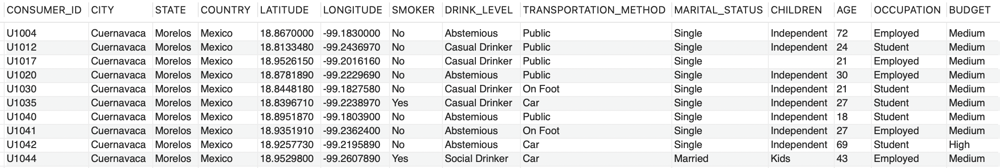 CONSUMER_ID CITY STATE COUNTRY LATITUDE LONGITUDE SMOKER DRINK_LEVEL TRANSPORTATION_METHOD MARITAL_STATUS CHILDREN AGE OCCUPATION BUDGET
U1004 Cuernavaca Morelos Mexico 18.8670000 -99.1830000 No Abstemious Public Single Independent 72 Employed Medium
U1012 Cuernavaca Morelos Mexico 18.8133480 -99.2436970 No Casual Drinker Public Single Independent 24 Student Medium
U1017 Cuernavaca Morelos Mexico 18.9526150 -99.2016160 No Casual Drinker Public Single 21 Employed Medium
U1020 Cuernavaca Morelos Mexico 18.8781890 -99.2229690 No Abstemious Public Single Independent 30 Employed Medium
U1030 Cuernavaca Morelos Mexico 18.8448180 -99.1827580 No Casual Drinker On Foot Single Independent 21 Student Medium
U1035 Cuernavaca Morelos Mexico 18.8396710 -99.2238970 Yes Casual Drinker Car Single Independent 27 Student Medium
U1040 Cuernavaca Morelos Mexico 18.8951870 -99.1803900 No Abstemious Public Single Independent 18 Student Medium
U1041 Cuernavaca Morelos Mexico 18.9351910 -99.2362400 No Abstemious On Foot Single Independent 27 Employed Medium
U1042 Cuernavaca Morelos Mexico 18.9257730 -99.2195890 No Abstemious Car Single Independent 69 Student High
U1044 Cuernavaca Morelos Mexico 18.9529800 -99.2607890 Yes Social Drinker Car Married Kids 43 Employed Medium